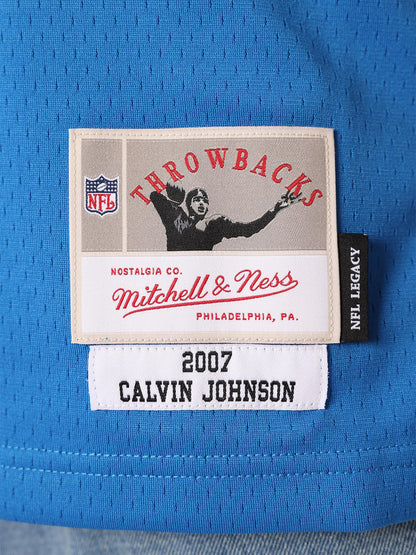 THROWBACKS
NFL
NOSTALGIA CO.
Mitchell & Ness
PHILADELPHIA, PA.
NFL LEGACY
2007
CALVIN JOHNSON